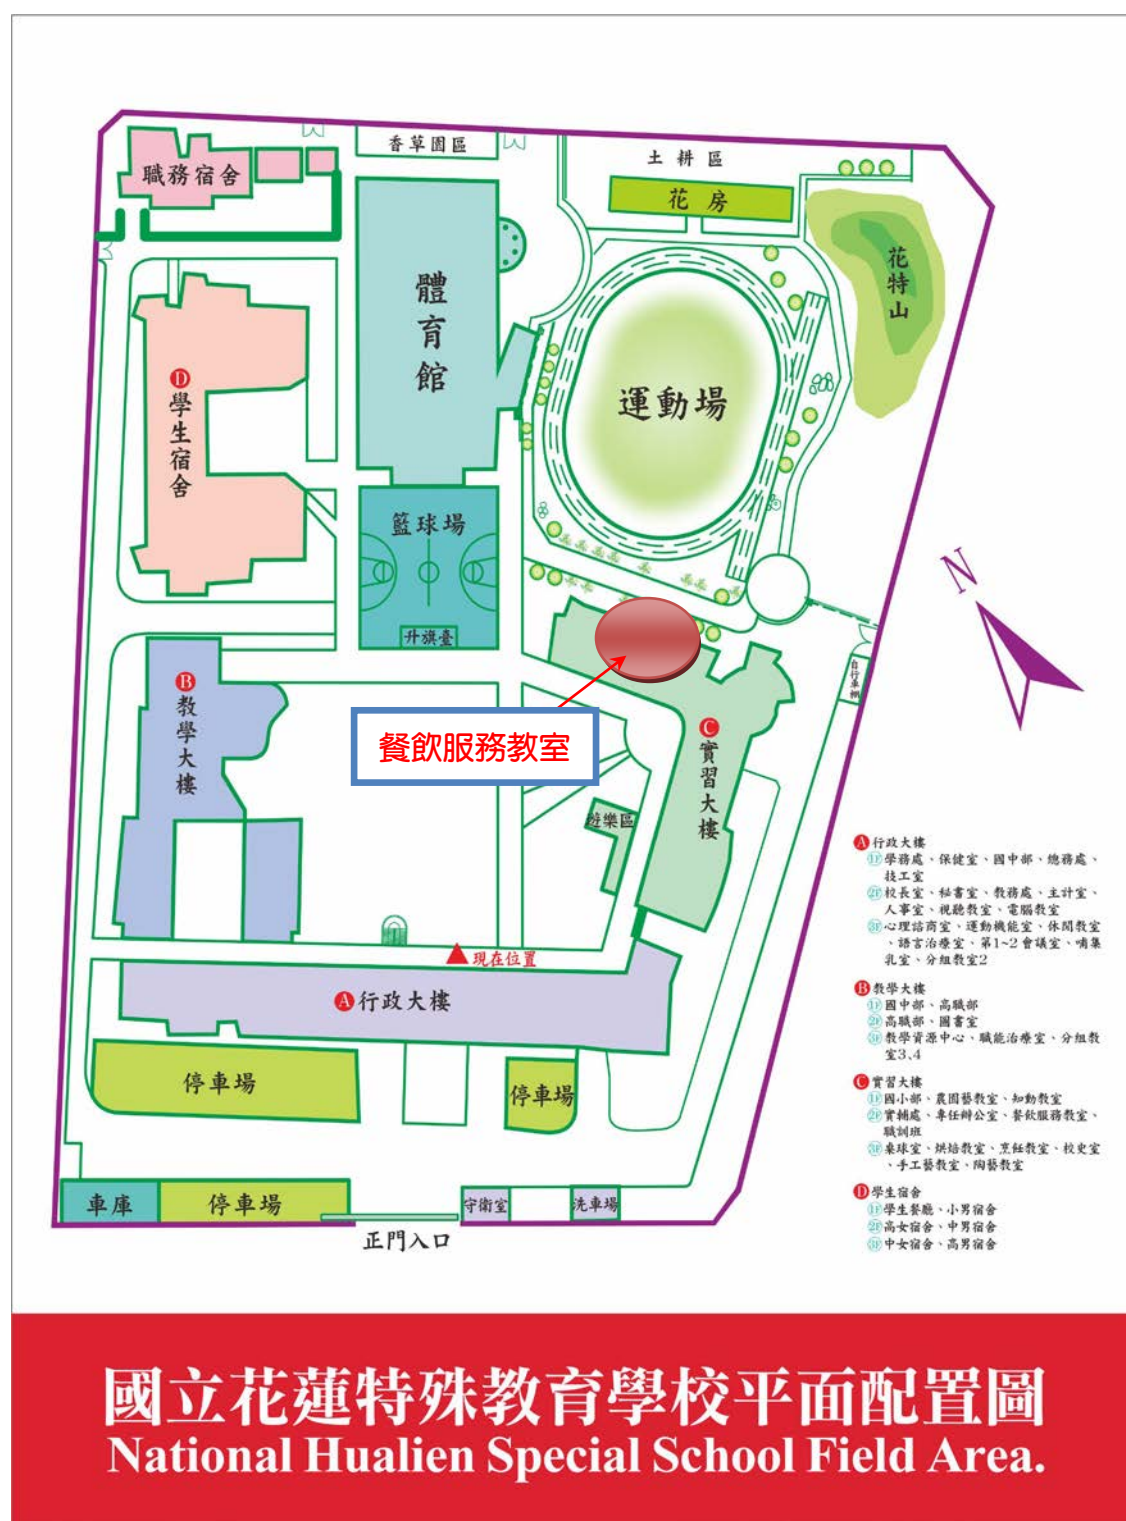 香草園區
土耕區
職務宿舍
花房
花特山
體育館
運動場
D 學生宿舍
籃球場
升旗臺
N
自行車棚
B 教學大樓
C 實習大樓
餐飲服務教室
遊樂區
現在位置
A 行政大樓
停車場
停車場
車庫
停車場
守衛室
洗車場
正門入口
A 行政大樓
1F 學務處、保健室、國中部、總務處、
技工室
2F 校長室、秘書室、教務處、主計室、
人事室、視聽教室、電腦教室
3F 心理諮商室、運動機能室、休閒教室
、語言治療室、第1~2會議室、哺集
乳室、分組教室2
B 教學大樓
1F 國中部、高職部
2F 高職部、圖書室
3F 教學資源中心、職能治療室、分組教
室3、4
C 實習大樓
1F 國小部、農園藝教室、知動教室
2F 實輔處、專任辦公室、餐飲服務教室、
職訓班
3F 桌球室、烘焙教室、烹飪教室、校史室
、手工藝教室、陶藝教室
D 學生宿舍
1F 學生餐廳、小男宿舍
2F 高女宿舍、中男宿舍
3F 中女宿舍、高男宿舍
國立花蓮特殊教育學校平面配置圖
National Hualien Special School Field Area.